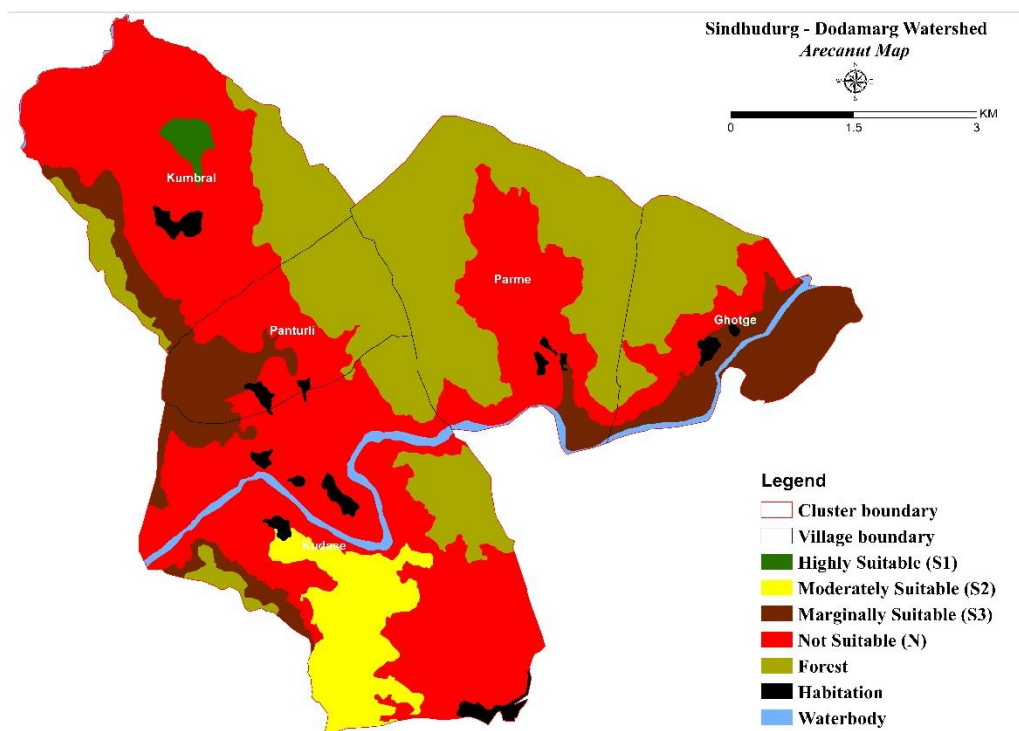 Sindhudurg - Dodamarg Watershed
Arecanut Map
N
W E
S
KM
0 1.5 3
Kumbral
Parme
Ghotge
Panturli
Kudase
Legend
Cluster boundary
Village boundary
Highly Suitable (S1)
Moderately Suitable (S2)
Marginally Suitable (S3)
Not Suitable (N)
Forest
Habitation
Waterbody